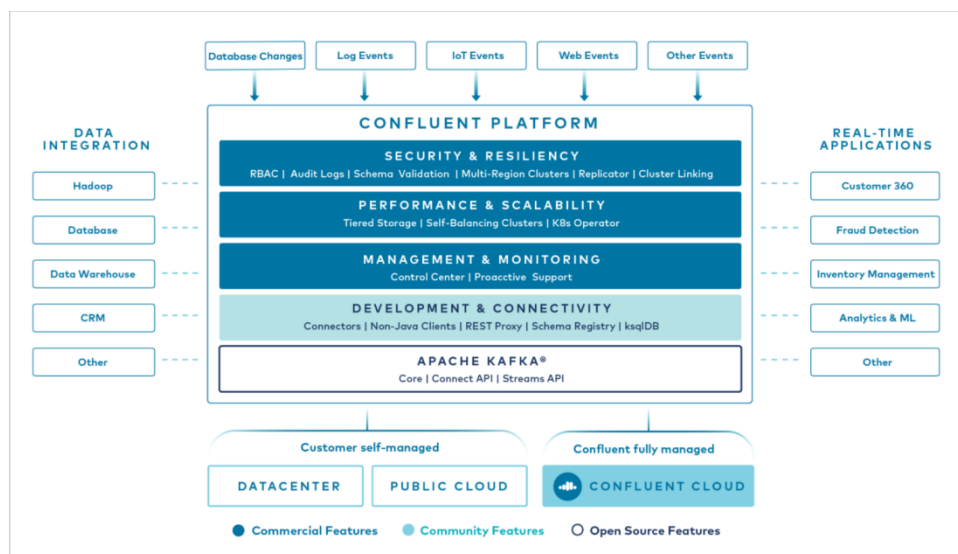 Database Changes
Log Events
IoT Events
Web Events
Other Events
CONFLUENT PLATFORM
DATA
INTEGRATION
Hadoop
Database
Data Warehouse
CRM
Other
SECURITY & RESILIENCY
RBAC | Audit Logs | Schema Validation | Multi-Region Clusters | Replicator | Cluster Linking
PERFORMANCE & SCALABILITY
Tiered Storage | Self-Balancing Clusters | K8s Operator
MANAGEMENT & MONITORING
Control Center | Proacctive Support
DEVELOPMENT & CONNECTIVITY
Connectors | Non-Java Clients | REST Proxy | Schema Registry | ksqlDB
APACHE KAFKA®
Core | Connect API | Streams API
REAL-TIME
APPLICATIONS
Customer 360
Fraud Detection
Inventory Management
Analytics & ML
Other
Customer self-managed
Confluent fully managed
DATACENTER
PUBLIC CLOUD
CONFLUENT CLOUD
Commercial Features
Community Features
Open Source Features